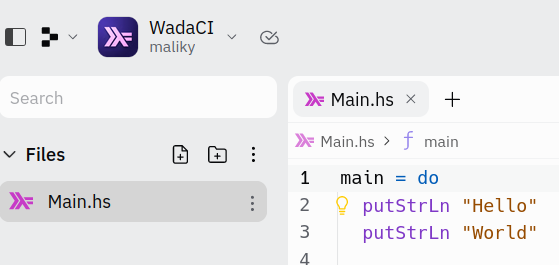 WadaCI
maliky
Search
Main.hs
Main.hs > main
Files
Main.hs
1 main = do
2 putStrLn "Hello"
3 putStrLn "World"
4